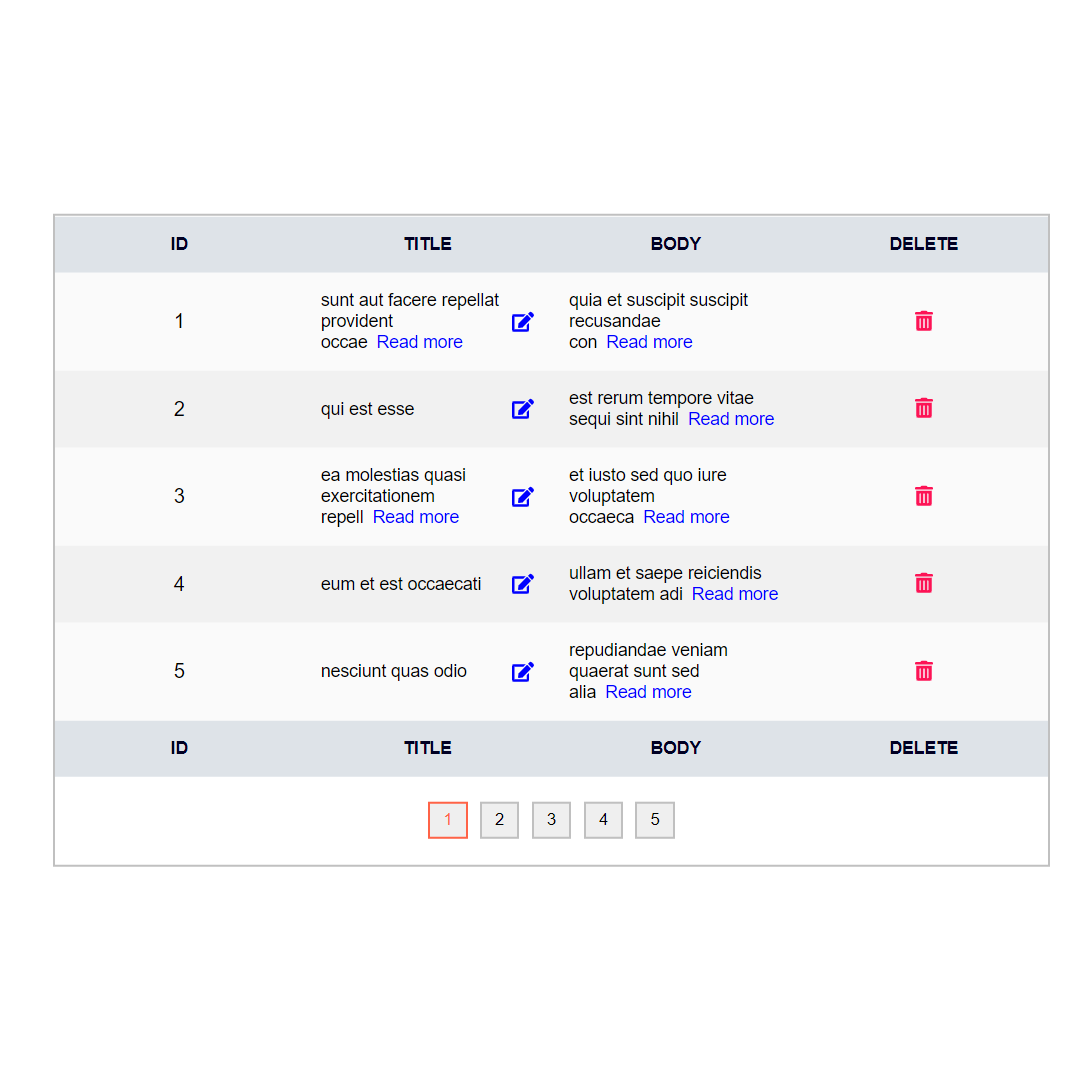 ID TITLE BODY DELETE
1
sunt aut facere repellat
provident
occae Read more
quia et suscipit suscipit
recusandae
con Read more
2
qui est esse
est rerum tempore vitae
sequi sint nihil Read more
3
ea molestias quasi
exercitationem
repell Read more
et iusto sed quo iure
voluptatem
occaeca Read more
4
eum et est occaecati
ullam et saepe reiciendis
voluptatem adi Read more
5
nesciunt quas odio
repudiandae veniam
quaerat sunt sed
alia Read more
ID TITLE BODY DELETE
1 2 3 4 5